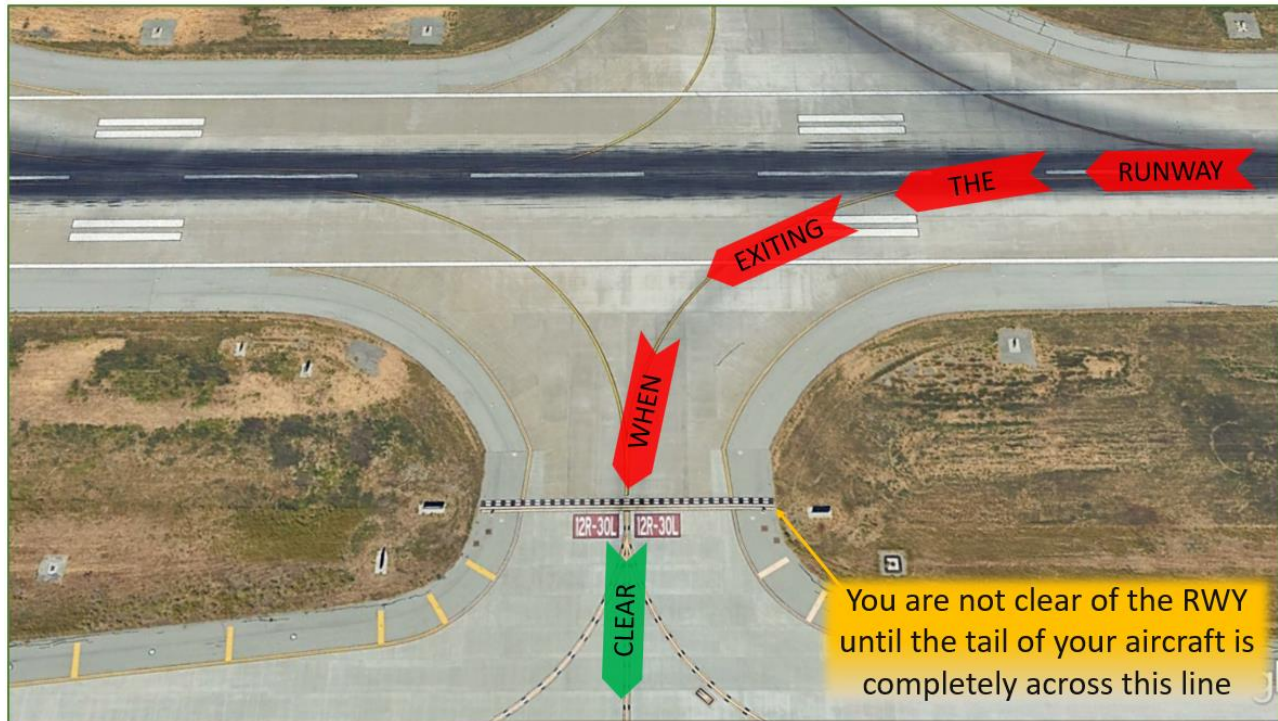 RUNWAY
THE
EXITING
WHEN
12R-30L 12R-30L
CLEAR
You are not clear of the RWY
until the tail of your aircraft is
completely across this line